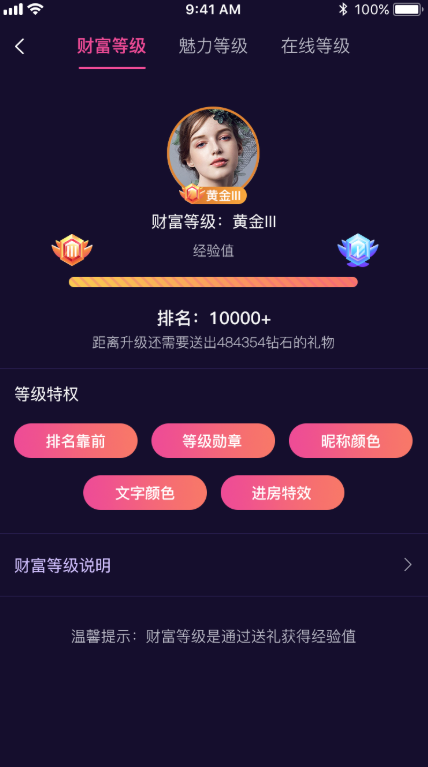 9:41 AM 100%
财富等级 魅力等级 在线等级
黄金III
财富等级：黄金III
经验值
排名：10000+
距离升级还需要送出484354钻石的礼物
等级特权
排名靠前 等级勋章 昵称颜色
文字颜色 进房特效
财富等级说明
温馨提示：财富等级是通过送礼获得经验值